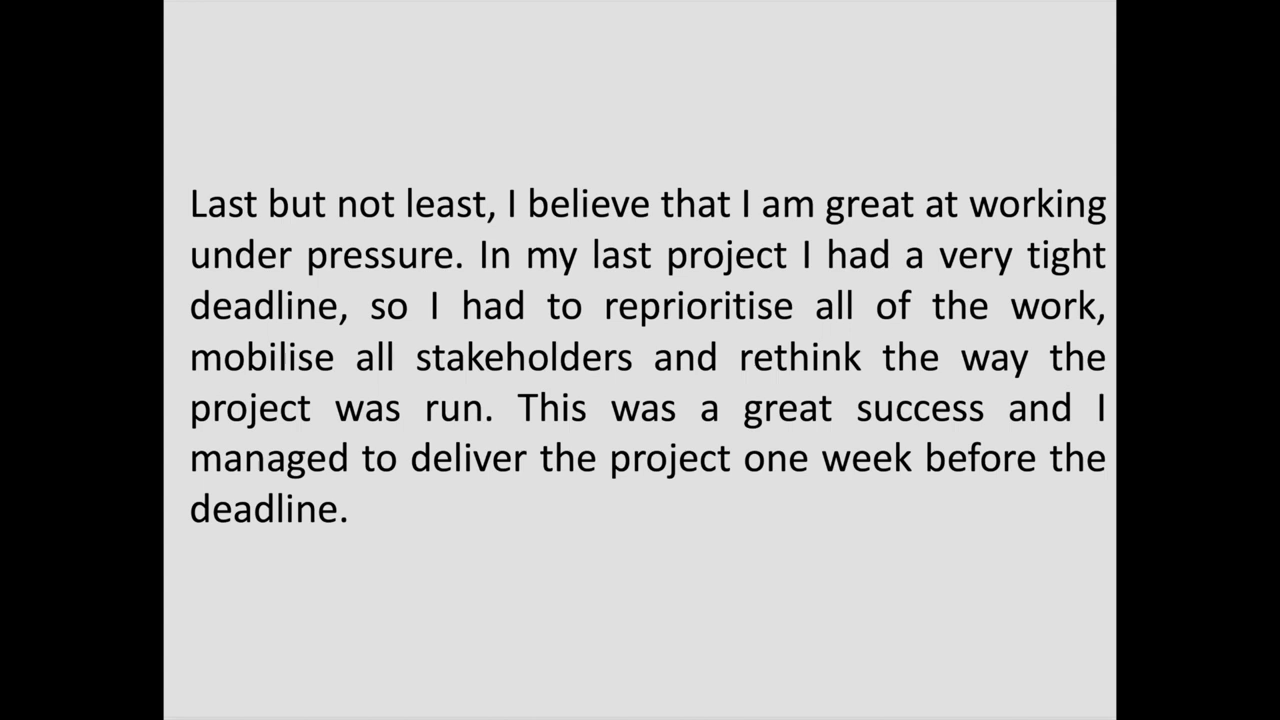 Last but not least, I believe that I am great at working
under pressure. In my last project I had a very tight
deadline, so I had to reprioritise all of the work,
mobilise all stakeholders and rethink the way the
project was run. This was a great success and I
managed to deliver the project one week before the
deadline.